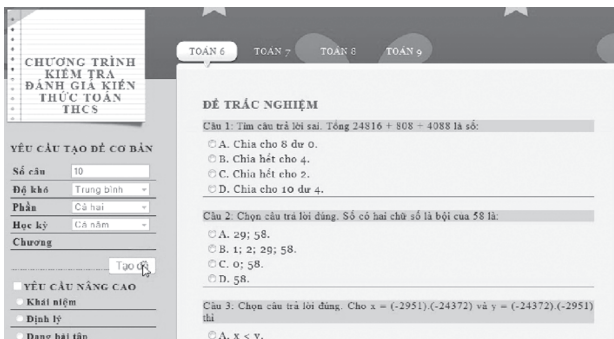 CHƯƠNG TRÌNH
KIỂM TRA
ĐÁNH GIÁ KIẾN
THỨC TOÁN
THCS
YÊU CẦU TẠO ĐỀ CƠ BẢN
Số câu 10
Độ khó Trung bình
Phần Cả hai
Học kỳ Cả năm
Chương
Tạo đề
YÊU CẦU NÂNG CAO
Khái niệm
Định lý
Dạng bài tập
TOÁN 6 TOÁN 7 TOÁN 8 TOÁN 9
ĐỀ TRẮC NGHIỆM
Câu 1: Tìm câu trả lời sai. Tổng 24816 + 808 + 4088 là số:
A. Chia cho 8 dư 0.
B. Chia hết cho 4.
C. Chia hết cho 2.
D. Chia cho 10 dư 4.
Câu 2: Chọn câu trả lời đúng. Số có hai chữ số là bội của 58 là:
A. 29; 58.
B. 1; 2; 29; 58.
C. 0; 58.
D. 58.
Câu 3: Chọn câu trả lời đúng. Cho x = (-2951).(-24372) và y = (-24372).(-2951)
thì
A. x < y.